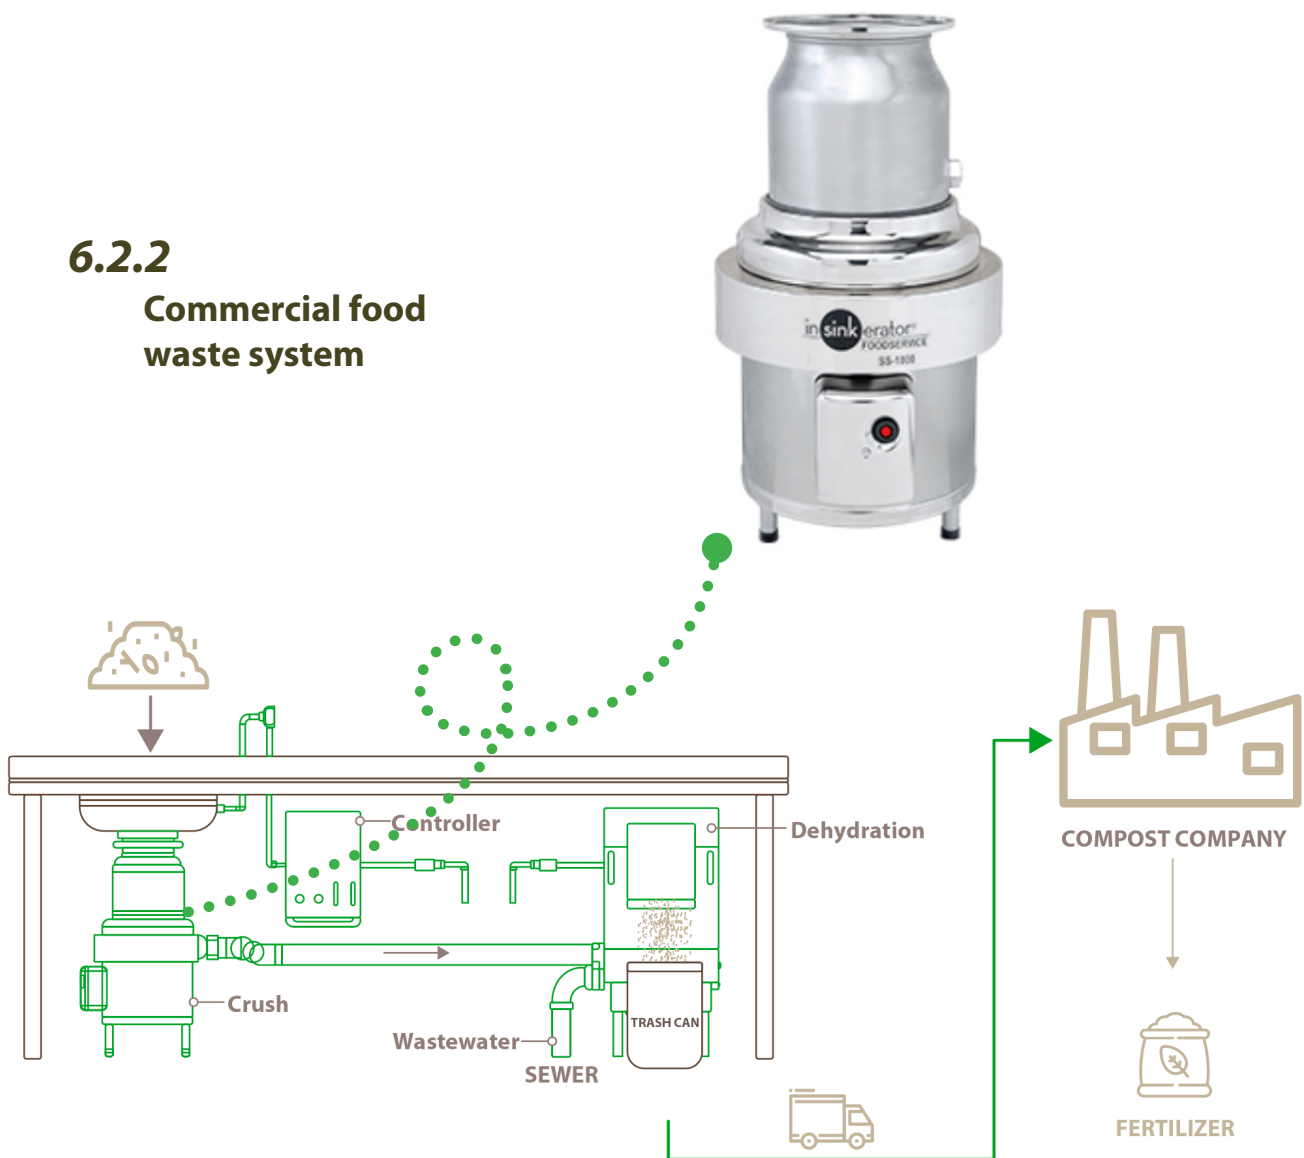 6.2.2
Commercial food
waste system
insinkerator®
FOODSERVICE
SS-1000
Controller
Dehydration
COMPOST COMPANY
Crush
TRASH CAN
Wastewater
SEWER
FERTILIZER